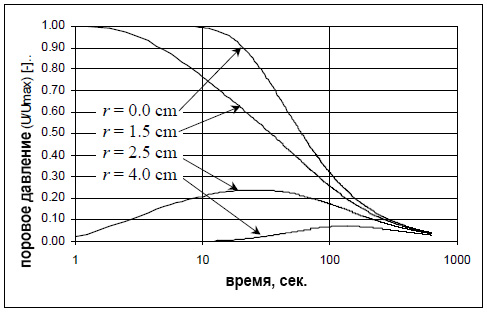 1.00
0.90
0.80
0.70
0.60
0.50
0.40
0.30
0.20
0.10
0.00
поровое давление (U/Umax) [-]..
r = 0.0 cm
r = 1.5 cm
r = 2.5 cm
r = 4.0 cm
1 10 100 1000
время, сек.